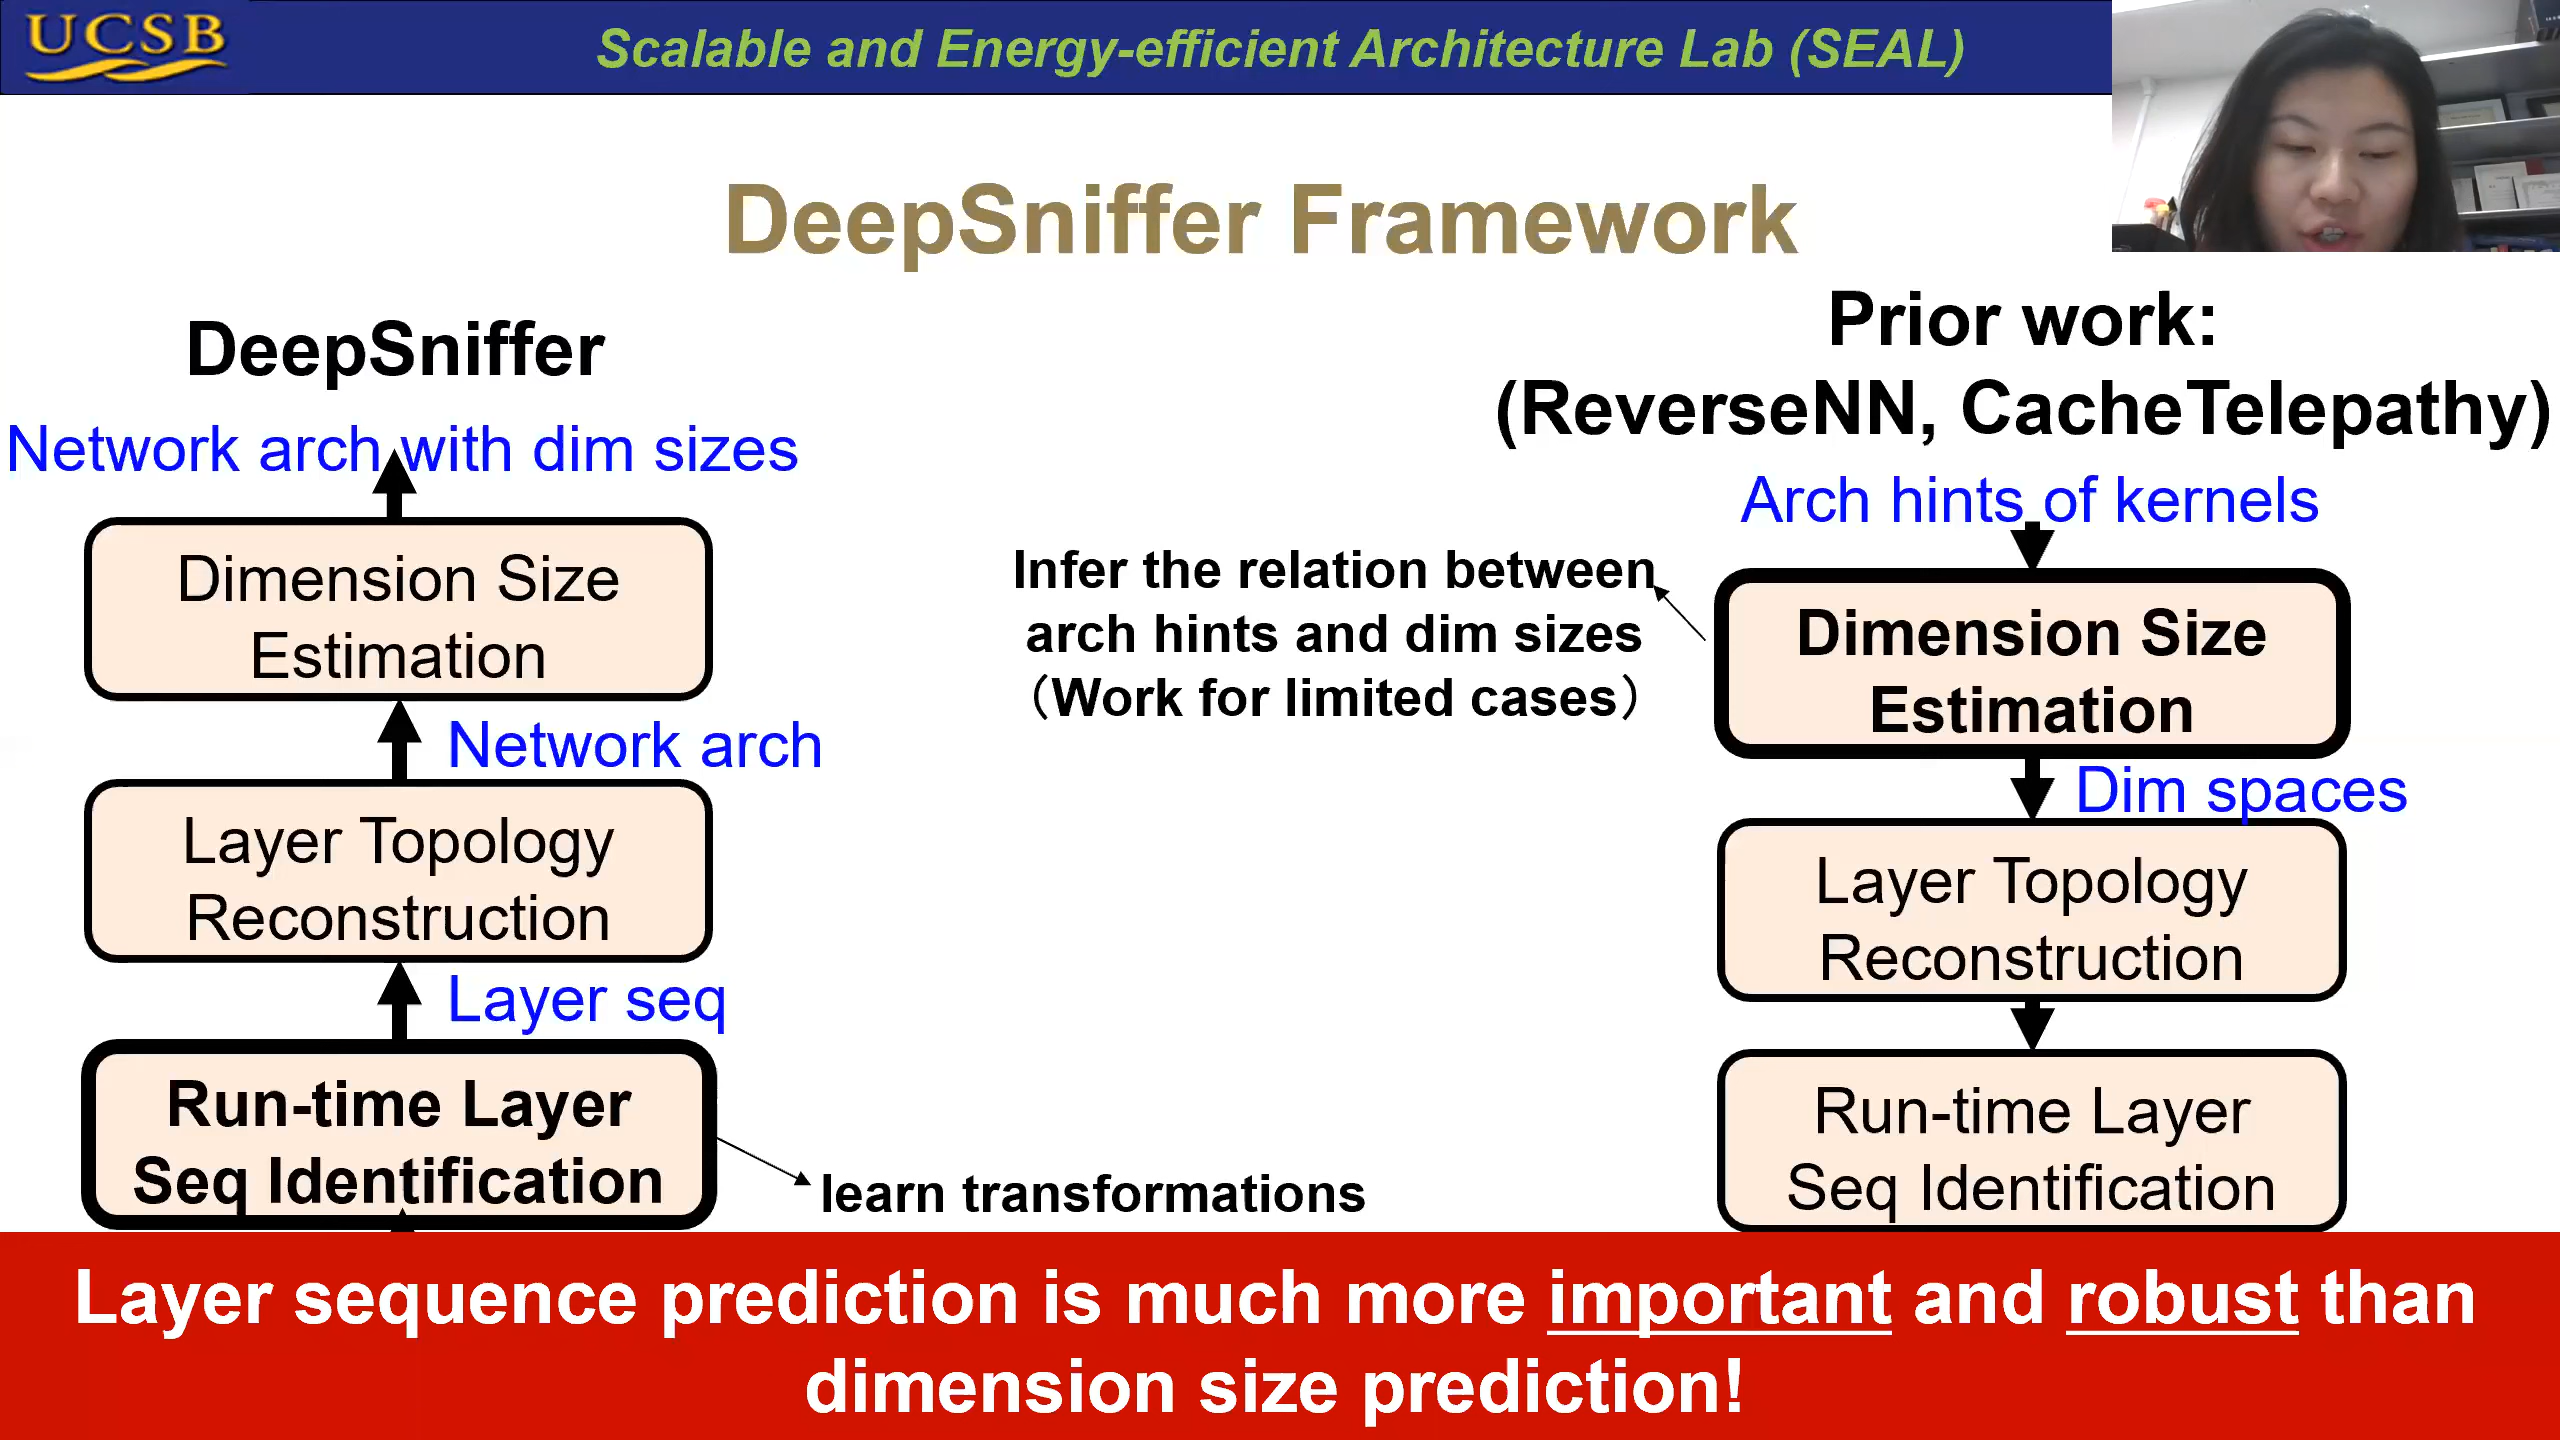 UCSB
Scalable and Energy-efficient Architecture Lab (SEAL)
DeepSniffer Framework
DeepSniffer
Network arch with dim sizes
Dimension Size
Estimation
Network arch
Layer Topology
Reconstruction
Layer seq
Run-time Layer
Seq Identification
learn transformations
Infer the relation between
arch hints and dim sizes
（Work for limited cases）
Prior work:
(ReverseNN, CacheTelepathy)
Arch hints of kernels
Dimension Size
Estimation
Dim spaces
Layer Topology
Reconstruction
Run-time Layer
Seq Identification
Layer sequence prediction is much more important and robust than
dimension size prediction!